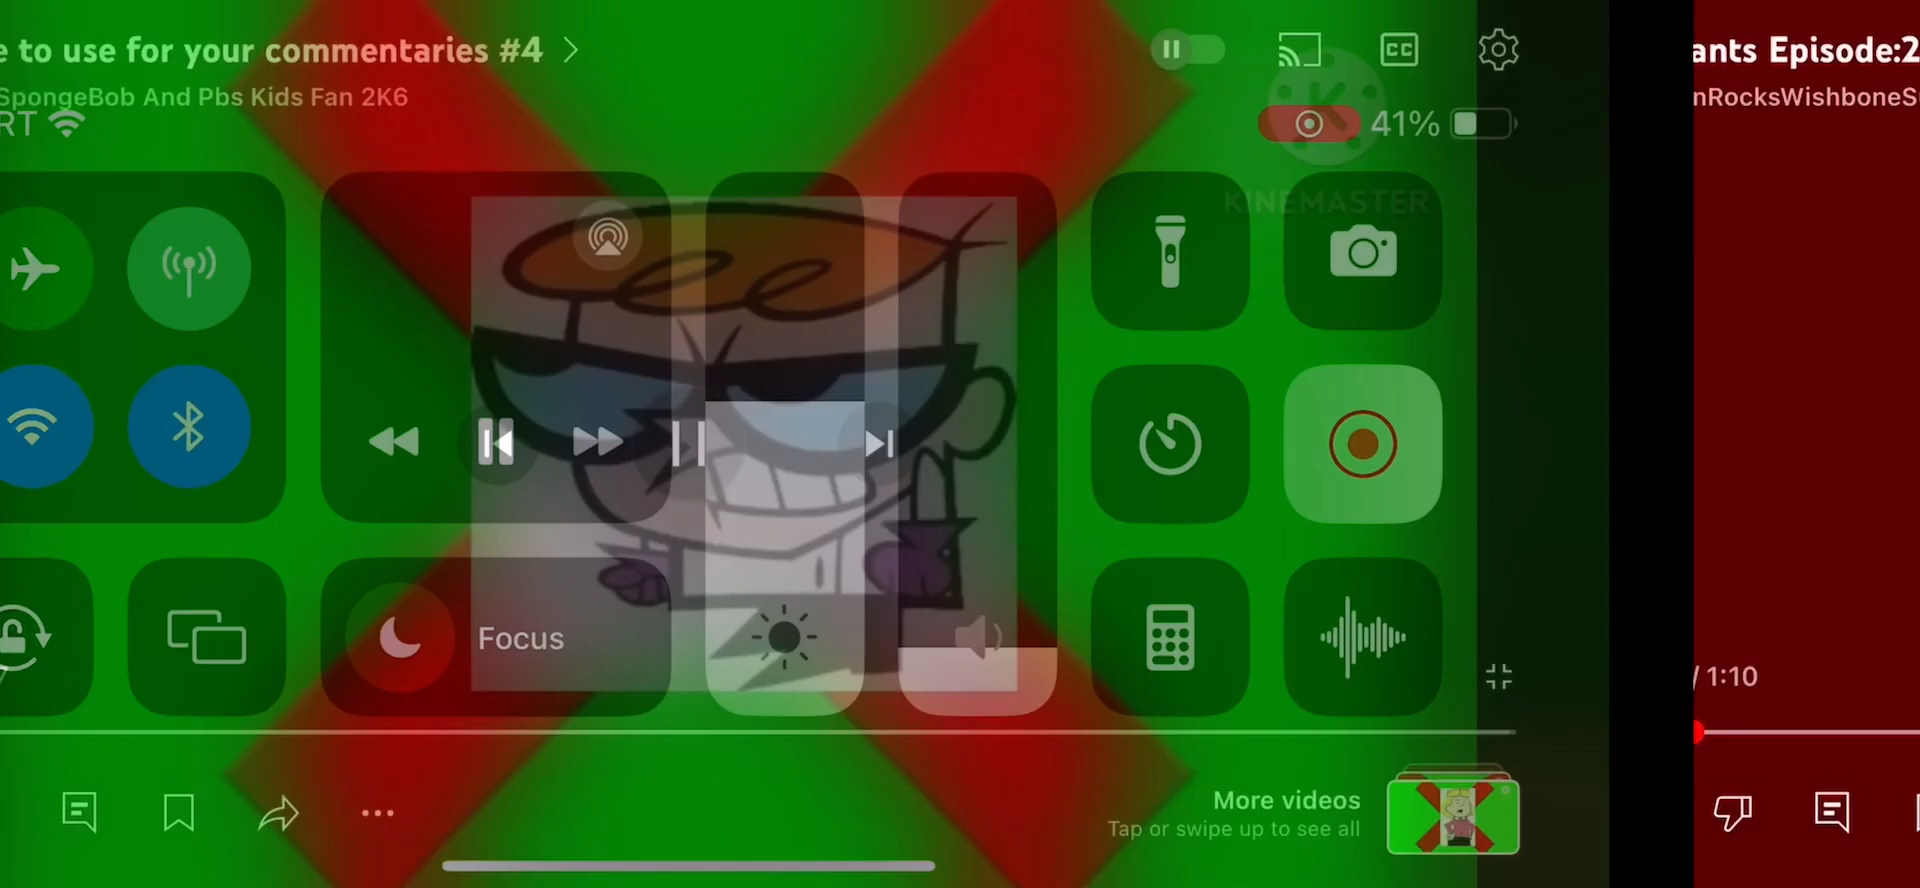 e to use for your commentaries #4
SpongeBob And Pbs Kids Fan 2K6
RT
41%
KINEMASTER
Focus
More videos
Tap or swipe up to see all
ants Episode:2
nRocksWishboneS
/ 1:10